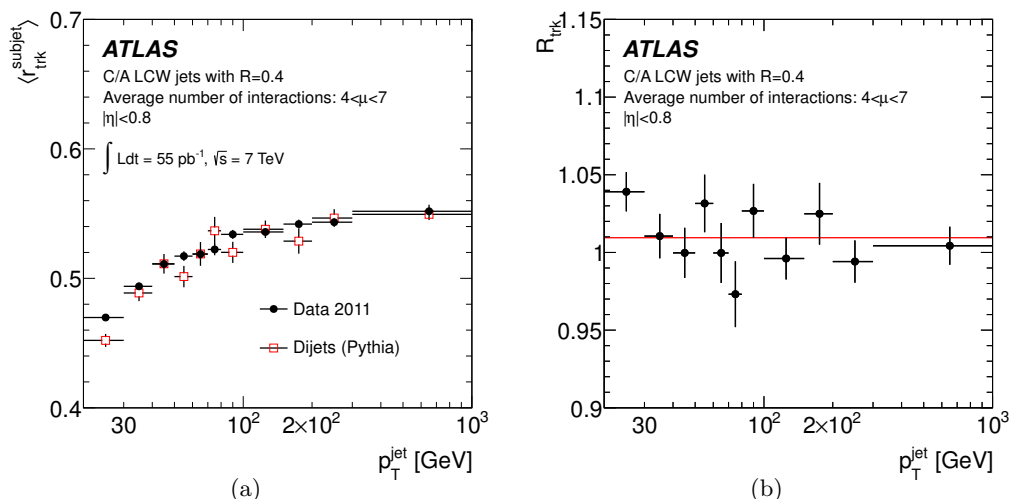 ⟨r_trk^subjet⟩
0.7
0.6
0.5
0.4
ATLAS
C/A LCW jets with R=0.4
Average number of interactions: 4<μ<7
|η|<0.8
∫ Ldt = 55 pb⁻¹, √s = 7 TeV
Data 2011
Dijets (Pythia)
30
10²
2×10²
10³
p_T^jet [GeV]
(a)
R_trk
1.15
1.1
1.05
1
0.95
0.9
ATLAS
C/A LCW jets with R=0.4
Average number of interactions: 4<μ<7
|η|<0.8
30
10²
2×10²
10³
p_T^jet [GeV]
(b)